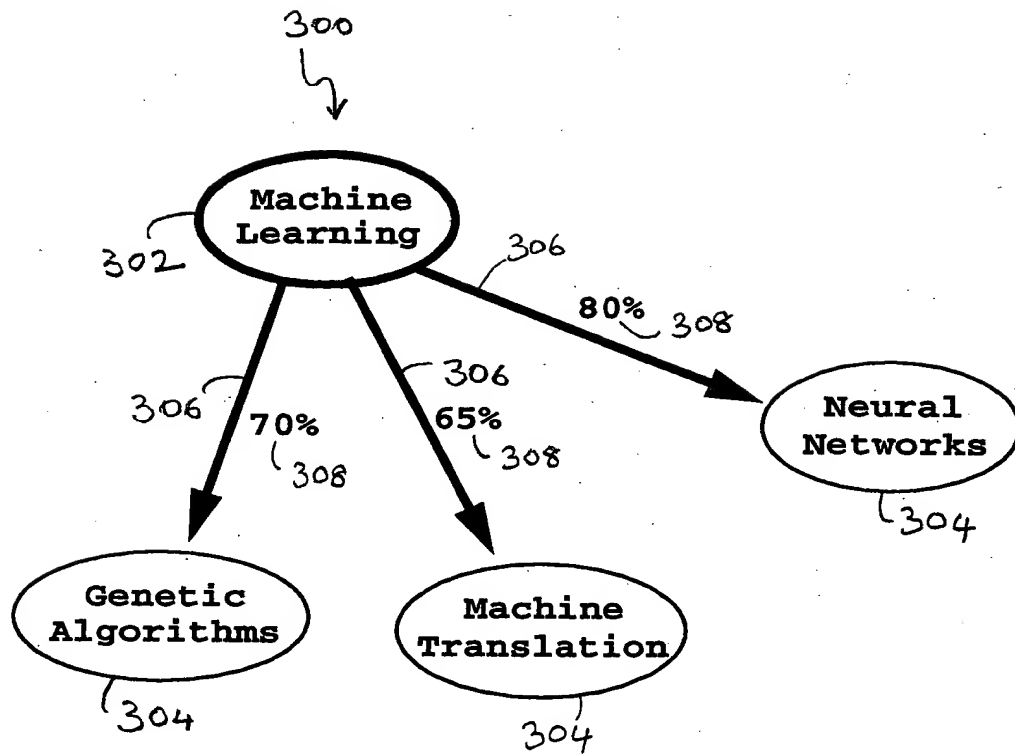 300
Machine
Learning
302
306
80%
308
306
306
70%
65%
308
308
Neural
Networks
304
Genetic
Algorithms
Machine
Translation
304
304